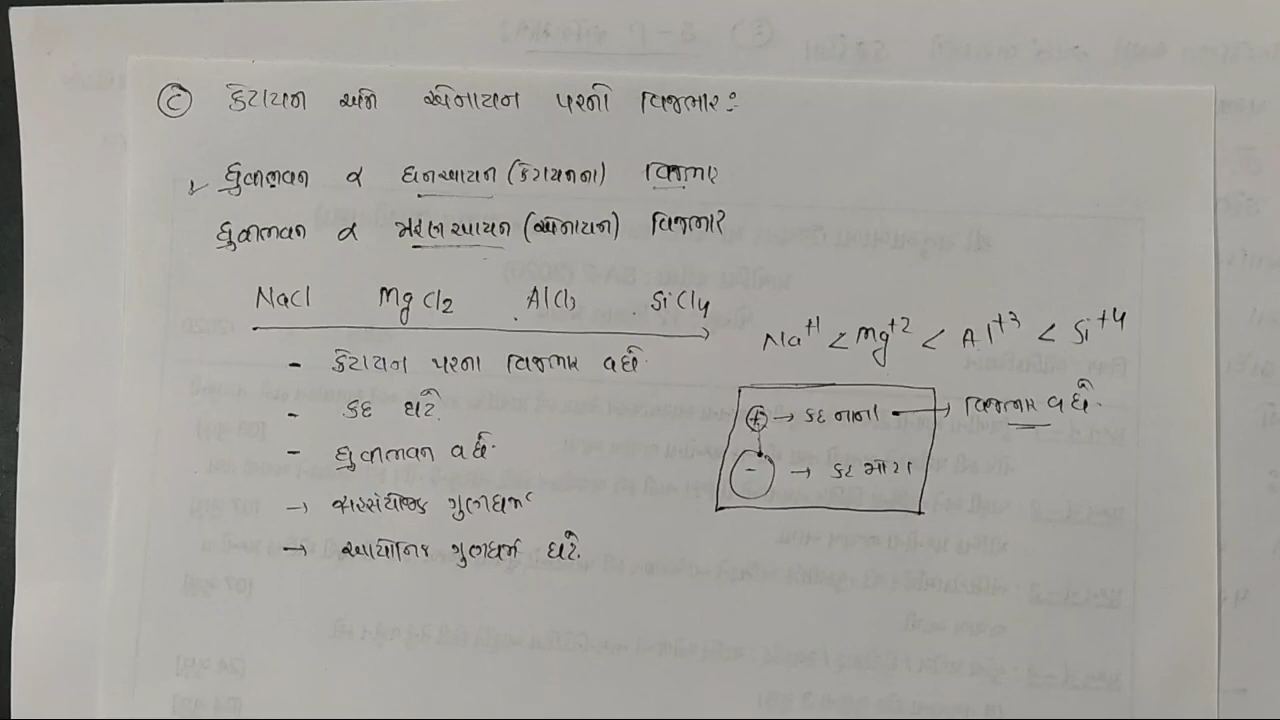 (C) કેટાયન અને એનાયન પરનો વિજભાર :
ધ્રુવીભવન ∝ ધનઆયન (કેટાયનના) વિજભાર
ધ્રુવીભવન ∝ ઋણઆયન (એનાયન) વિજભાર
NaCl MgCl2 AlCl3 SiCl4
Na+1 < Mg+2 < Al+3 < Si+4
- કેટાયન પરના વિજભાર વધે
- કદ ઘટે
- ધ્રુવીભવન વધે
→ સહસંયોજક ગુણધર્મ
→ આયોનિક ગુણધર્મ ઘટે
+ → કદ નાના → વિજભાર વધે
- → કદ મોટા